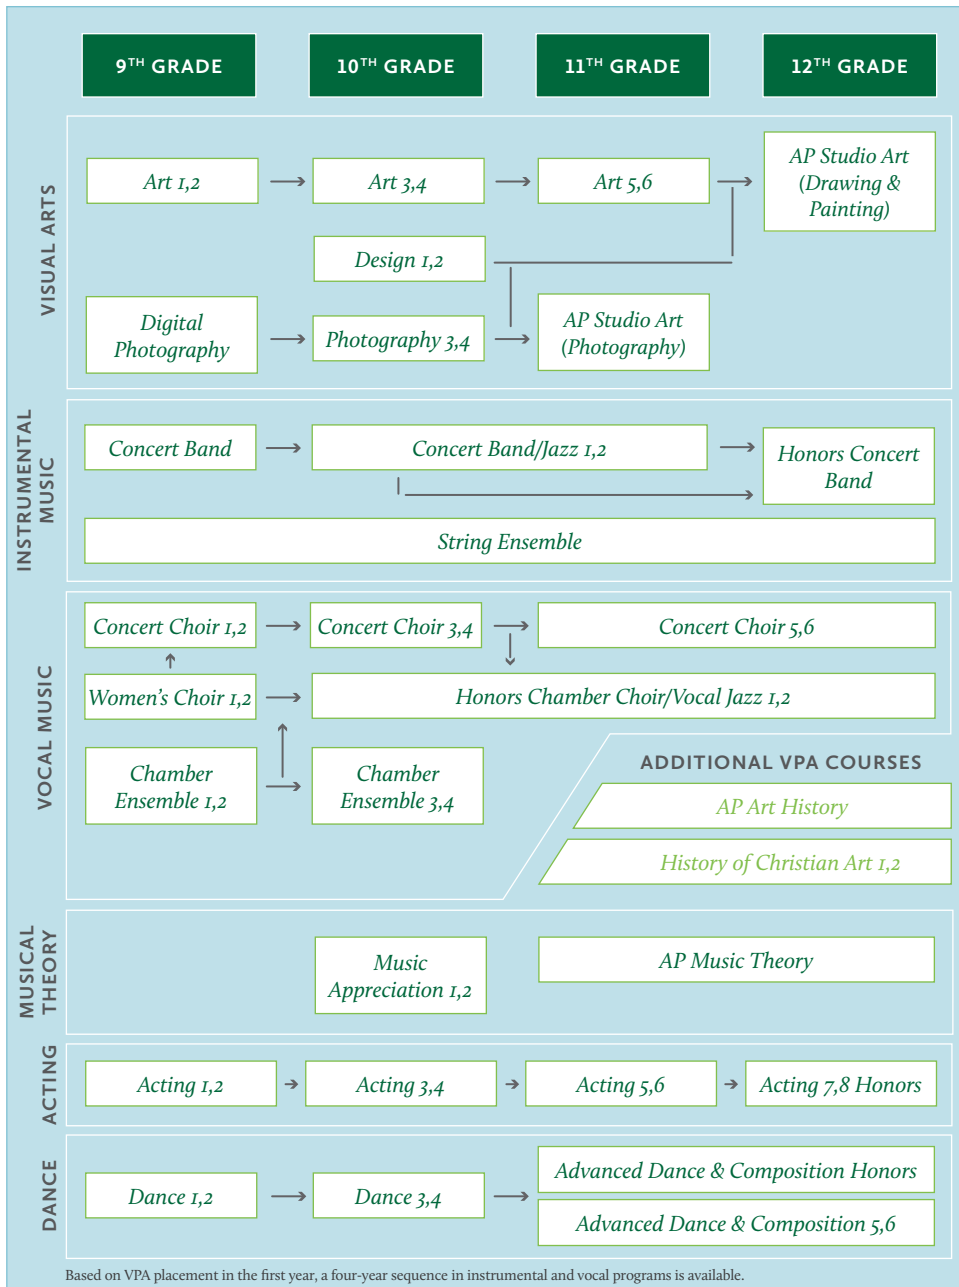 9TH GRADE
10TH GRADE
11TH GRADE
12TH GRADE
VISUAL ARTS
Art 1,2
Art 3,4
Art 5,6
AP Studio Art
(Drawing &
Painting)
Design 1,2
Digital
Photography
Photography 3,4
AP Studio Art
(Photography)
INSTRUMENTAL
MUSIC
Concert Band
Concert Band/Jazz 1,2
Honors Concert
Band
String Ensemble
VOCAL MUSIC
Concert Choir 1,2
Concert Choir 3,4
Concert Choir 5,6
Women's Choir 1,2
Honors Chamber Choir/Vocal Jazz 1,2
Chamber
Ensemble 1,2
Chamber
Ensemble 3,4
ADDITIONAL VPA COURSES
AP Art History
History of Christian Art 1,2
MUSICAL
THEORY
Music
Appreciation 1,2
AP Music Theory
ACTING
Acting 1,2
Acting 3,4
Acting 5,6
Acting 7,8 Honors
DANCE
Dance 1,2
Dance 3,4
Advanced Dance & Composition Honors
Advanced Dance & Composition 5,6
Based on VPA placement in the first year, a four-year sequence in instrumental and vocal programs is available.